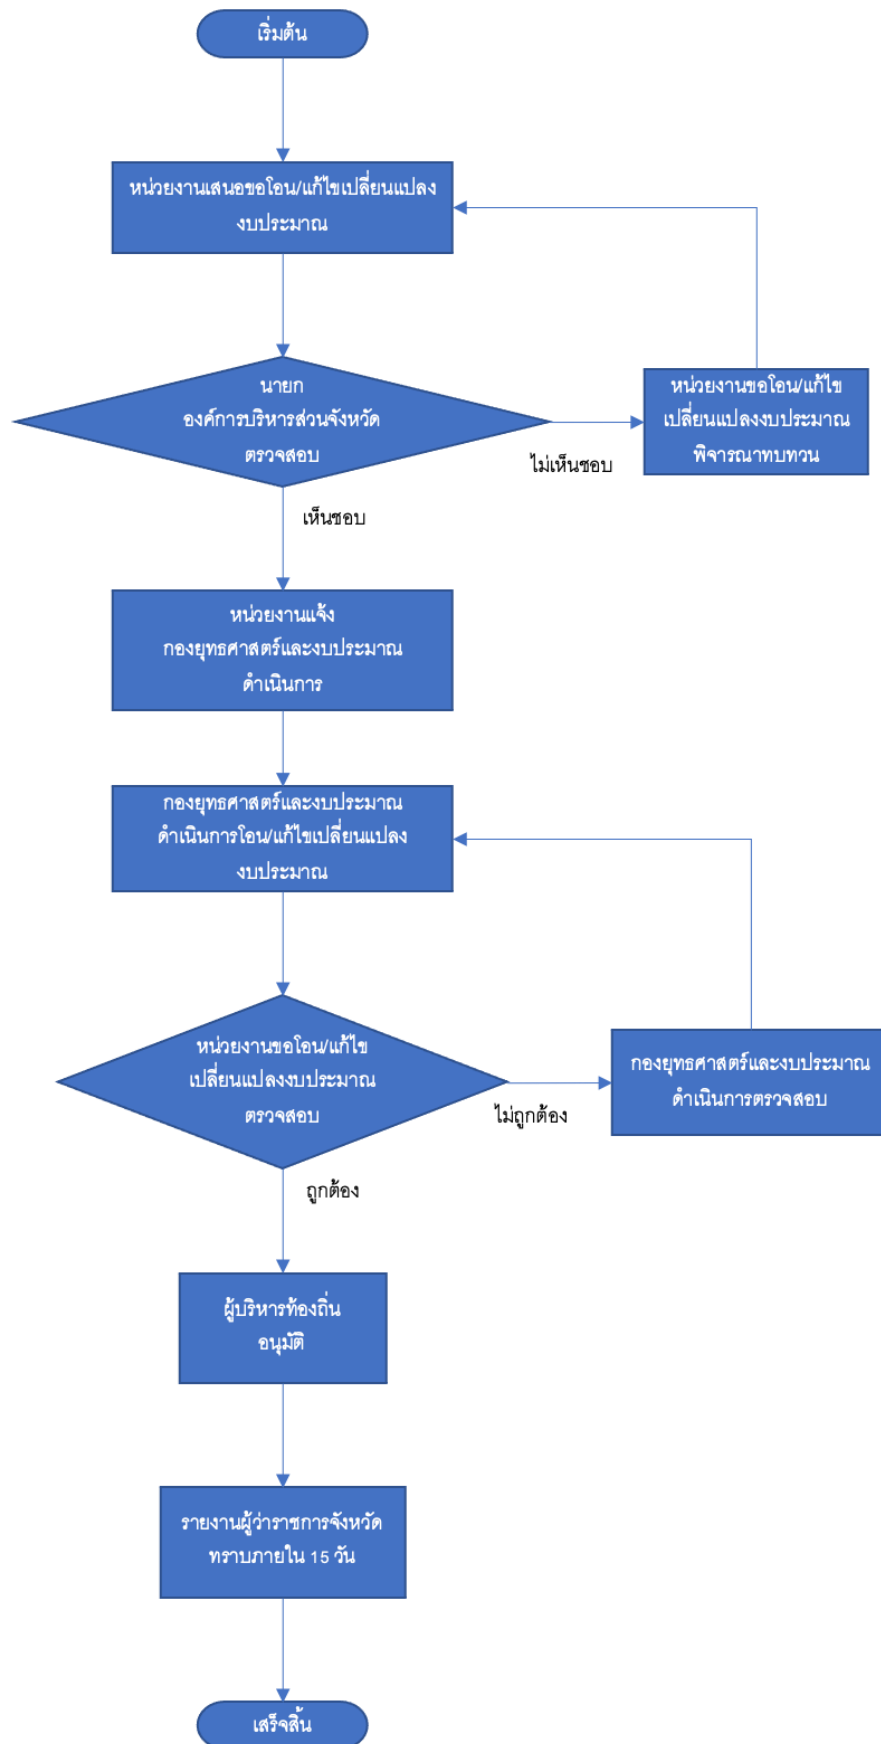 เริ่มต้น
หน่วยงานเสนอขอโอน/แก้ไขเปลี่ยนแปลง
งบประมาณ
นายก
องค์การบริหารส่วนจังหวัด
ตรวจสอบ
ไม่เห็นชอบ
หน่วยงานขอโอน/แก้ไข
เปลี่ยนแปลงงบประมาณ
พิจารณาทบทวน
เห็นชอบ
หน่วยงานแจ้ง
กองยุทธศาสตร์และงบประมาณ
ดำเนินการ
กองยุทธศาสตร์และงบประมาณ
ดำเนินการโอน/แก้ไขเปลี่ยนแปลง
งบประมาณ
หน่วยงานขอโอน/แก้ไข
เปลี่ยนแปลงงบประมาณ
ตรวจสอบ
ไม่ถูกต้อง
กองยุทธศาสตร์และงบประมาณ
ดำเนินการตรวจสอบ
ถูกต้อง
ผู้บริหารท้องถิ่น
อนุมัติ
รายงานผู้ว่าราชการจังหวัด
ทราบภายใน 15 วัน
เสร็จสิ้น